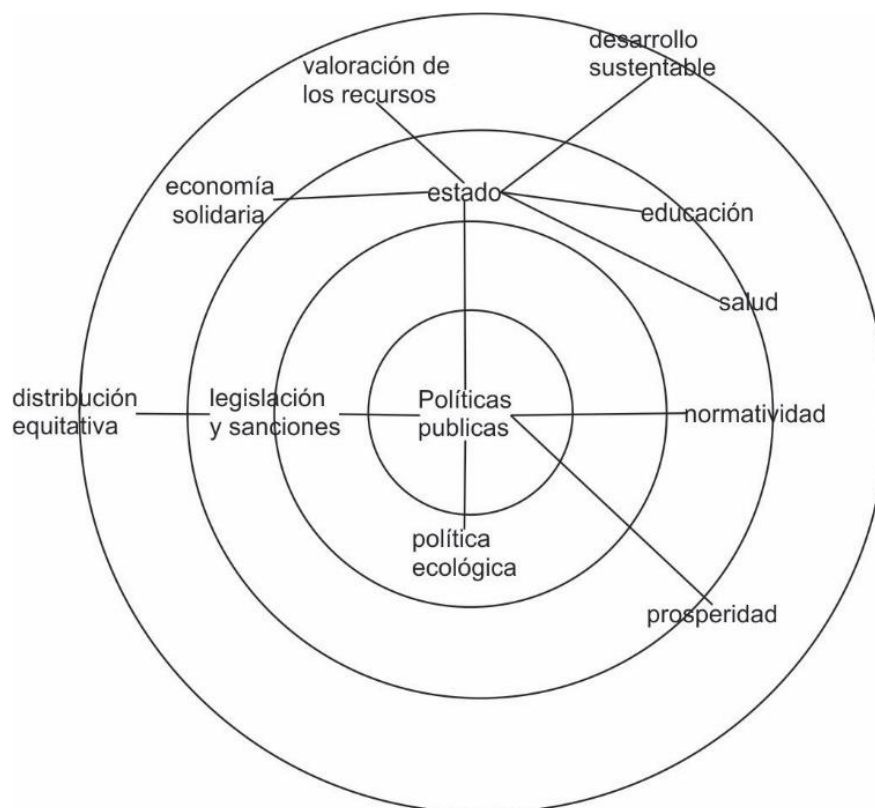 desarrollo
sustentable
valoración de
los recursos
economía
solidaria
estado
educación
salud
distribución
equitativa
legislación
y sanciones
Políticas
publicas
normatividad
política
ecológica
prosperidad